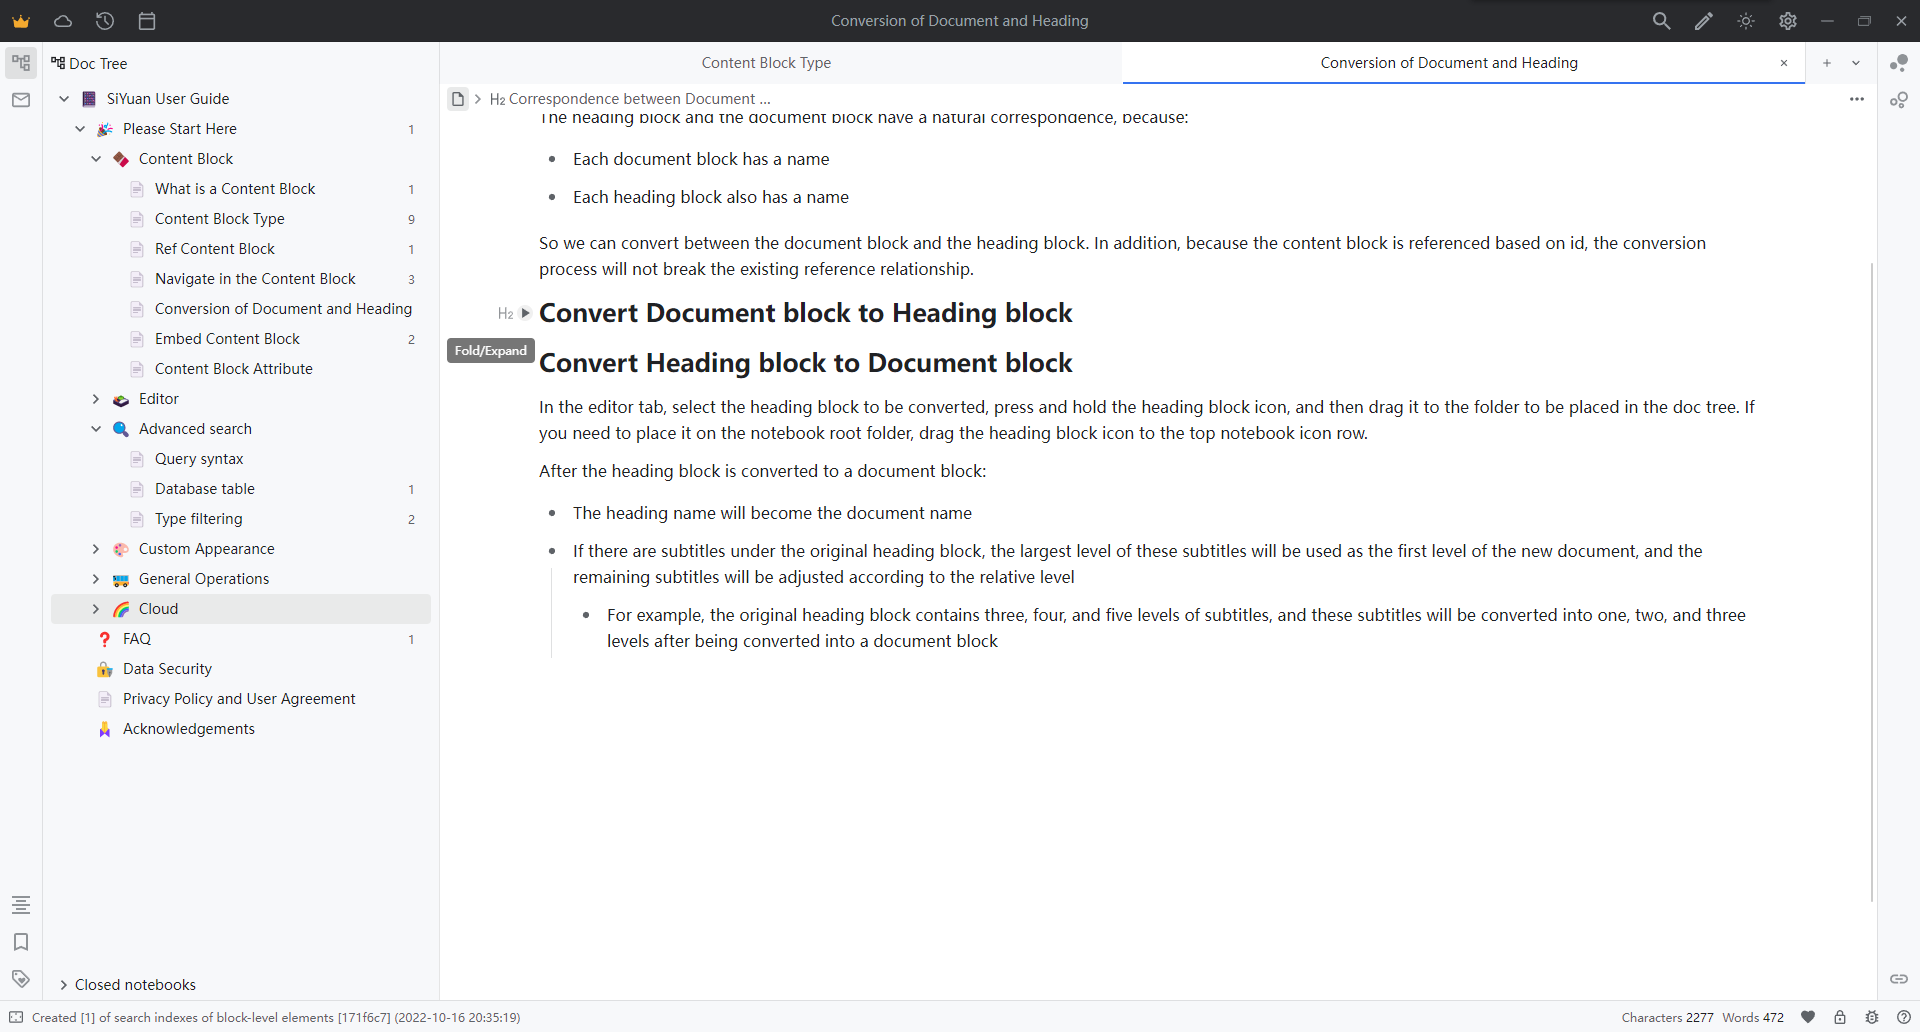 Conversion of Document and Heading
Doc Tree
SiYuan User Guide
Please Start Here 1
Content Block
What is a Content Block 1
Content Block Type 9
Ref Content Block 1
Navigate in the Content Block 3
Conversion of Document and Heading
Embed Content Block 2
Content Block Attribute
Editor
Advanced search
Query syntax
Database table 1
Type filtering 2
Custom Appearance
General Operations
Cloud
FAQ 1
Data Security
Privacy Policy and User Agreement
Acknowledgements
Closed notebooks
Content Block Type
Conversion of Document and Heading
H2 Correspondence between Document ...
The heading block and the document block have a natural correspondence, because:
Each document block has a name
Each heading block also has a name
So we can convert between the document block and the heading block. In addition, because the content block is referenced based on id, the conversion
process will not break the existing reference relationship.
H2 Convert Document block to Heading block
Fold/Expand
Convert Heading block to Document block
In the editor tab, select the heading block to be converted, press and hold the heading block icon, and then drag it to the folder to be placed in the doc tree. If
you need to place it on the notebook root folder, drag the heading block icon to the top notebook icon row.
After the heading block is converted to a document block:
The heading name will become the document name
If there are subtitles under the original heading block, the largest level of these subtitles will be used as the first level of the new document, and the
remaining subtitles will be adjusted according to the relative level
For example, the original heading block contains three, four, and five levels of subtitles, and these subtitles will be converted into one, two, and three
levels after being converted into a document block
Created [1] of search indexes of block-level elements [171f6c7] (2022-10-16 20:35:19)
Characters 2277 Words 472